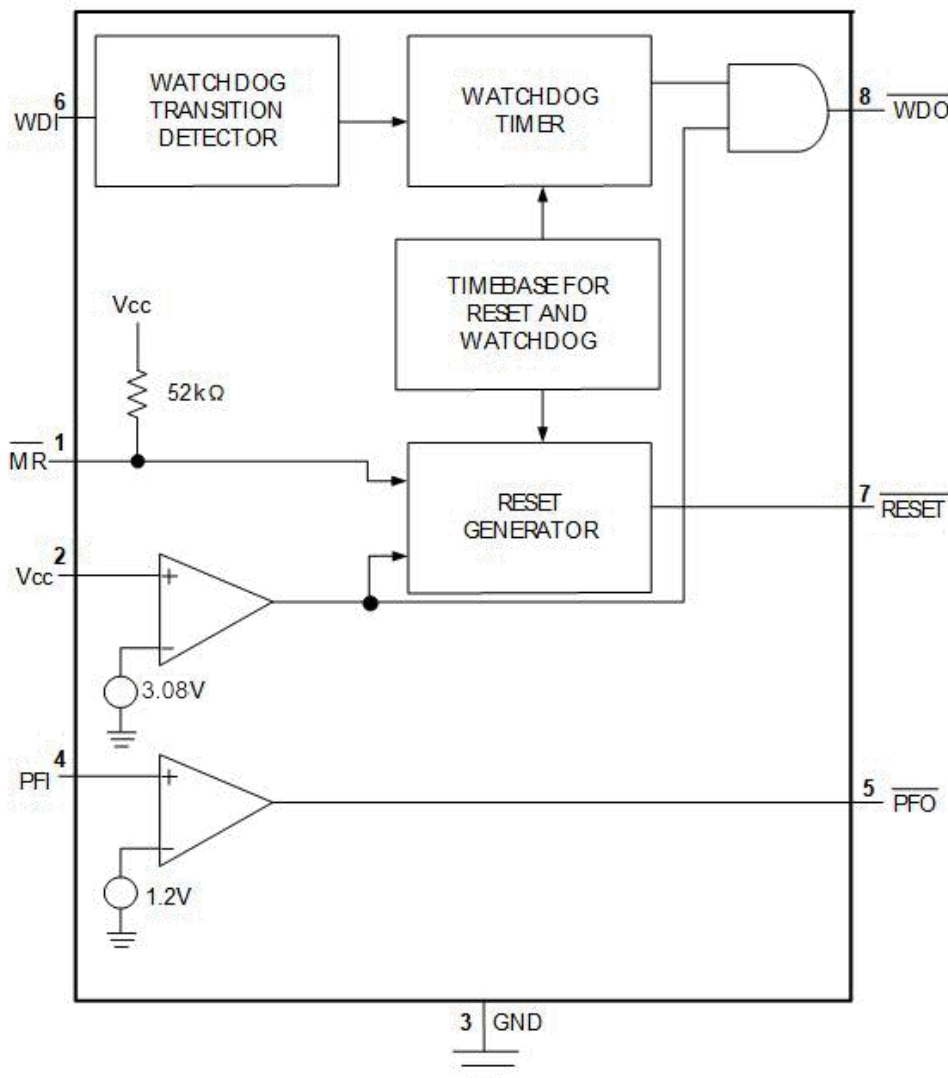 WATCHDOG
TRANSITION
DETECTOR
WATCHDOG
TIMER
6
WDI
8
WDO
TIMEBASE FOR
RESET AND
WATCHDOG
Vcc
52kΩ
1
MR
RESET
GENERATOR
7
RESET
2
Vcc
+
−
3.08V
4
PFI
+
−
5
PFO
1.2V
3 GND